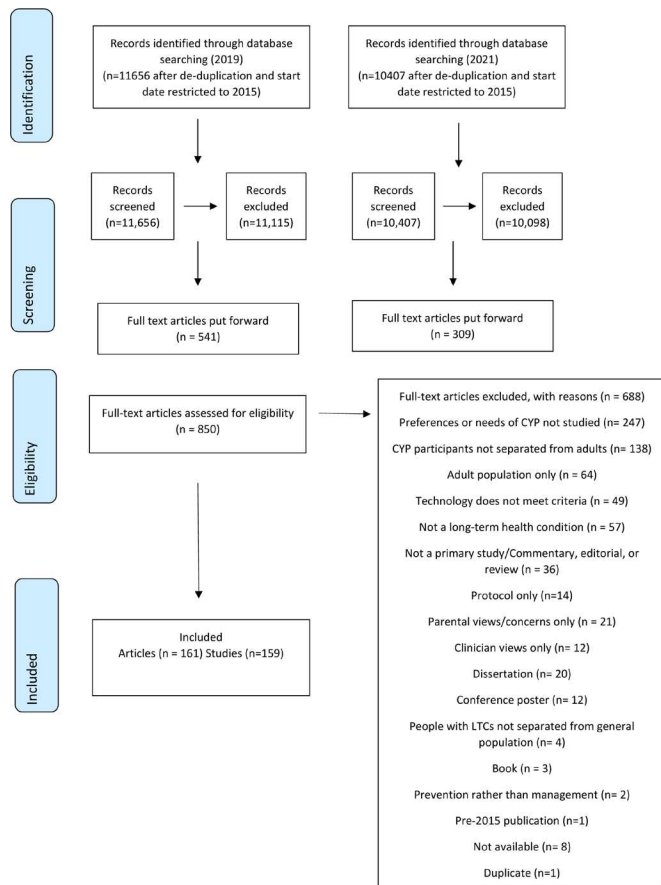 Identification
Records identified through database
searching (2019)
(n=11656 after de-duplication and start
date restricted to 2015)
Records identified through database
searching (2021)
(n=10407 after de-duplication and start
date restricted to 2015)
Screening
Records
screened
(n=11,656)
Records
excluded
(n=11,115)
Records
screened
(n=10,407)
Records
excluded
(n=10,098)
Full text articles put forward
(n = 541)
Full text articles put forward
(n = 309)
Eligibility
Full-text articles assessed for eligibility
(n = 850)
Full-text articles excluded, with reasons (n = 688)
Preferences or needs of CYP not studied (n= 247)
CYP participants not separated from adults (n= 138)
Adult population only (n = 64)
Technology does not meet criteria (n = 49)
Not a long-term health condition (n = 57)
Not a primary study/Commentary, editorial, or
review (n = 36)
Protocol only (n=14)
Parental views/concerns only (n = 21)
Clinician views only (n = 12)
Dissertation (n= 20)
Conference poster (n= 12)
People with LTCs not separated from general
population (n= 4)
Book (n = 3)
Prevention rather than management (n= 2)
Pre-2015 publication (n=1)
Not available (n= 8)
Duplicate (n=1)
Included
Included
Articles (n = 161) Studies (n=159)